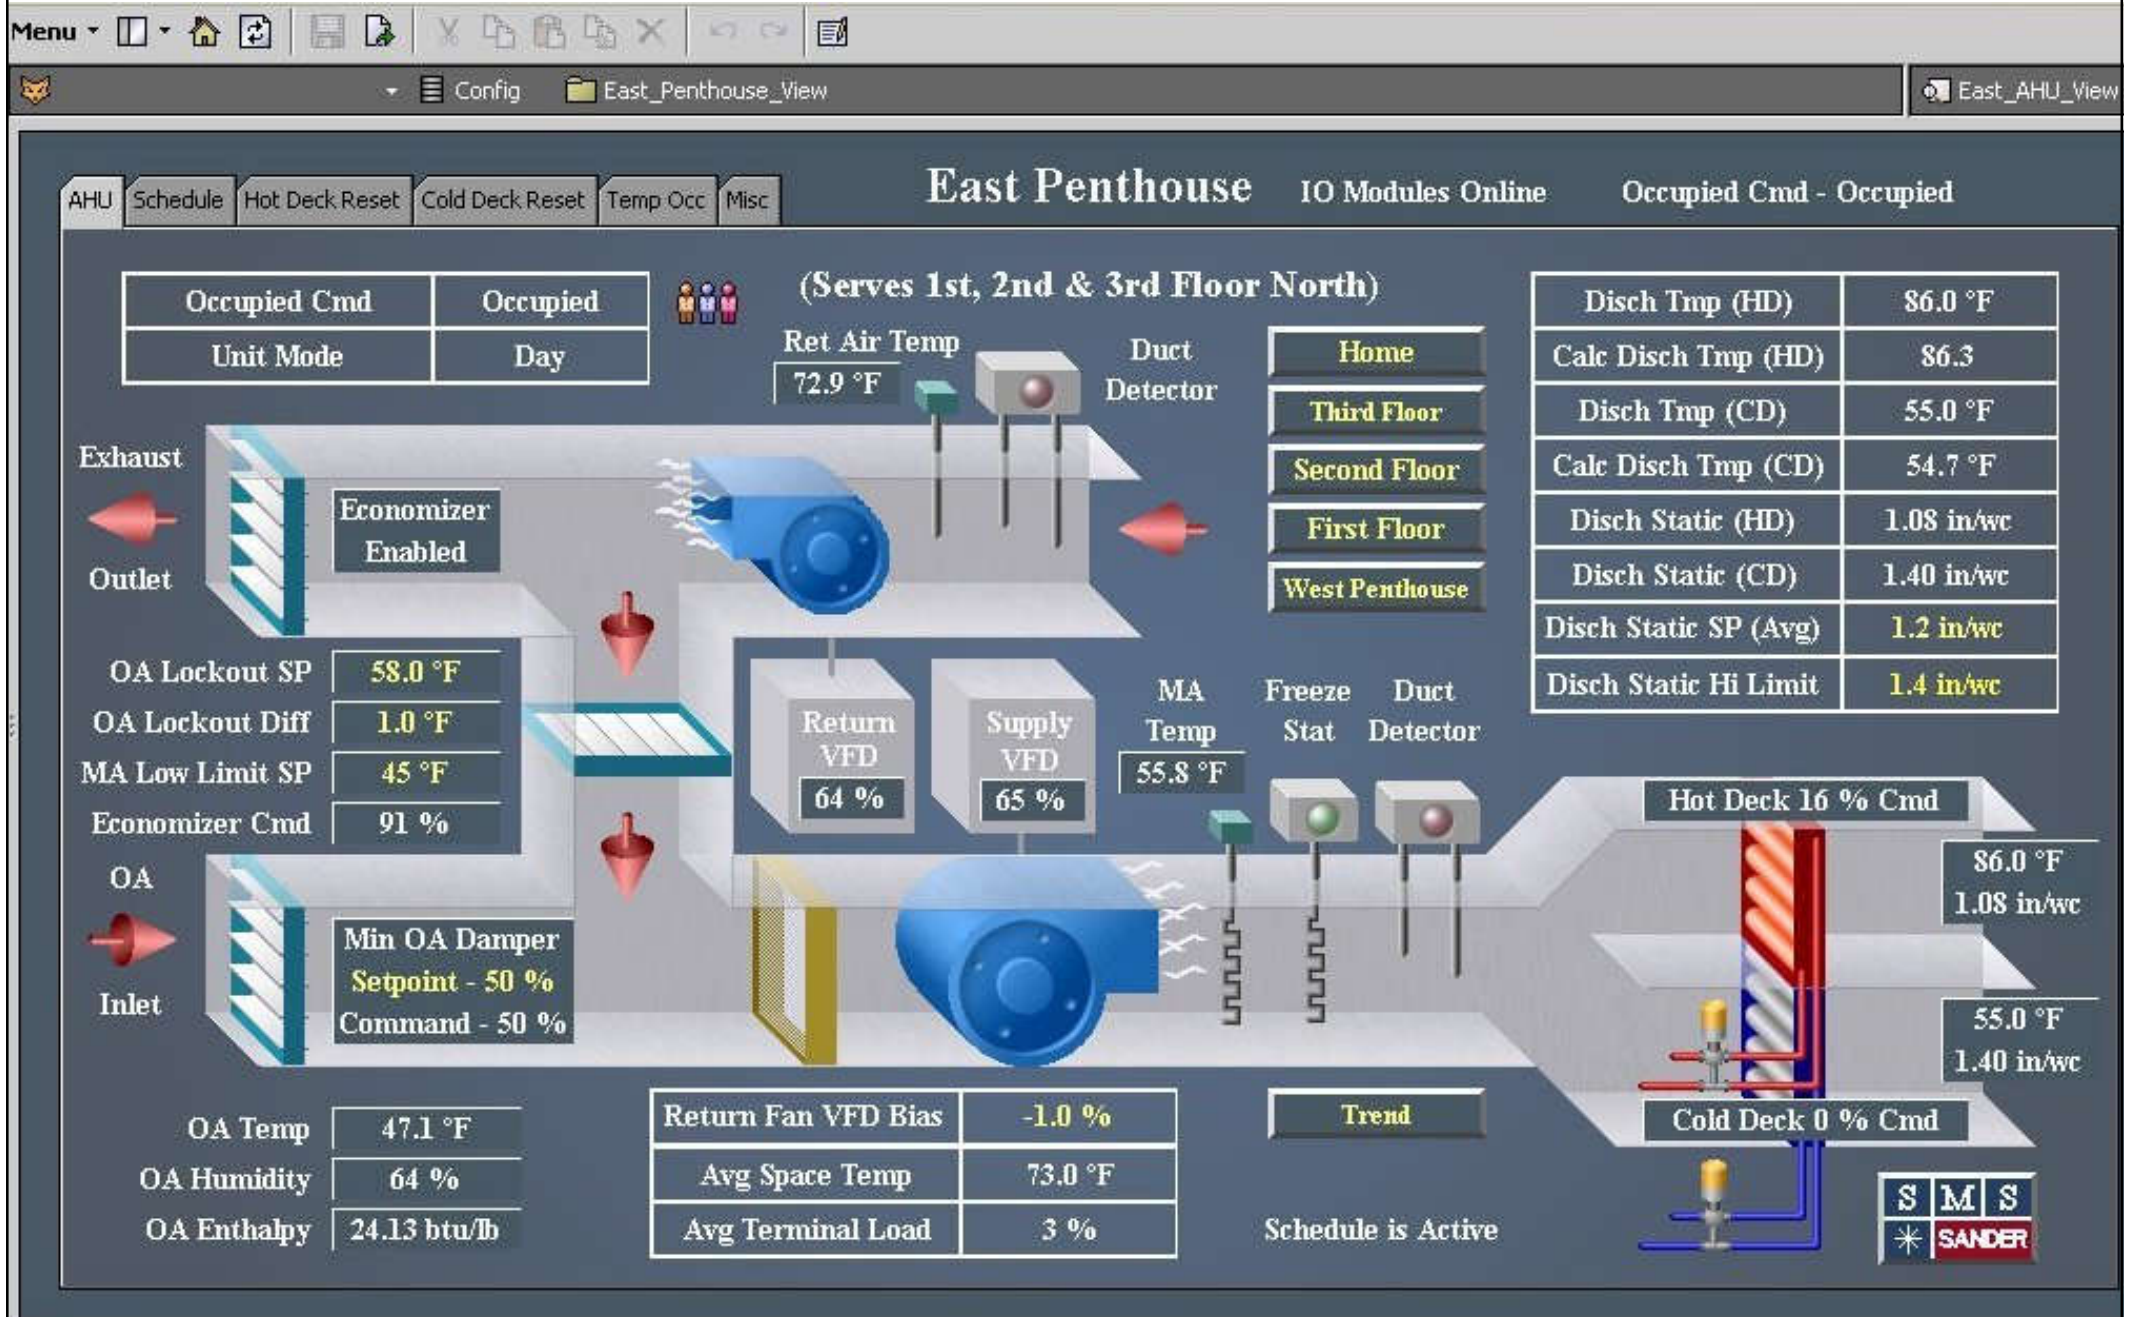 Menu
Config
East_Penthouse_View
East_AHU_View
AHU
Schedule
Hot Deck Reset
Cold Deck Reset
Temp Occ
Misc
East Penthouse
IO Modules Online
Occupied Cmd - Occupied
Occupied Cmd
Occupied
Unit Mode
Day
(Serves 1st, 2nd & 3rd Floor North)
Ret Air Temp
72.9 °F
Duct
Detector
Home
Third Floor
Second Floor
First Floor
West Penthouse
Disch Tmp (HD)
86.0 °F
Calc Disch Tmp (HD)
86.3
Disch Tmp (CD)
55.0 °F
Calc Disch Tmp (CD)
54.7 °F
Disch Static (HD)
1.08 in/wc
Disch Static (CD)
1.40 in/wc
Disch Static SP (Avg)
1.2 in/wc
Disch Static Hi Limit
1.4 in/wc
Exhaust
Outlet
Economizer
Enabled
OA Lockout SP
58.0 °F
OA Lockout Diff
1.0 °F
MA Low Limit SP
45 °F
Economizer Cmd
91 %
Return
VFD
64 %
Supply
VFD
65 %
MA
Temp
55.8 °F
Freeze
Stat
Duct
Detector
Hot Deck 16 % Cmd
86.0 °F
1.08 in/wc
OA
Inlet
Min OA Damper
Setpoint - 50 %
Command - 50 %
55.0 °F
1.40 in/wc
Cold Deck 0 % Cmd
OA Temp
47.1 °F
OA Humidity
64 %
OA Enthalpy
24.13 btu/lb
Return Fan VFD Bias
-1.0 %
Avg Space Temp
73.0 °F
Avg Terminal Load
3 %
Trend
Schedule is Active
S M S
SANDER